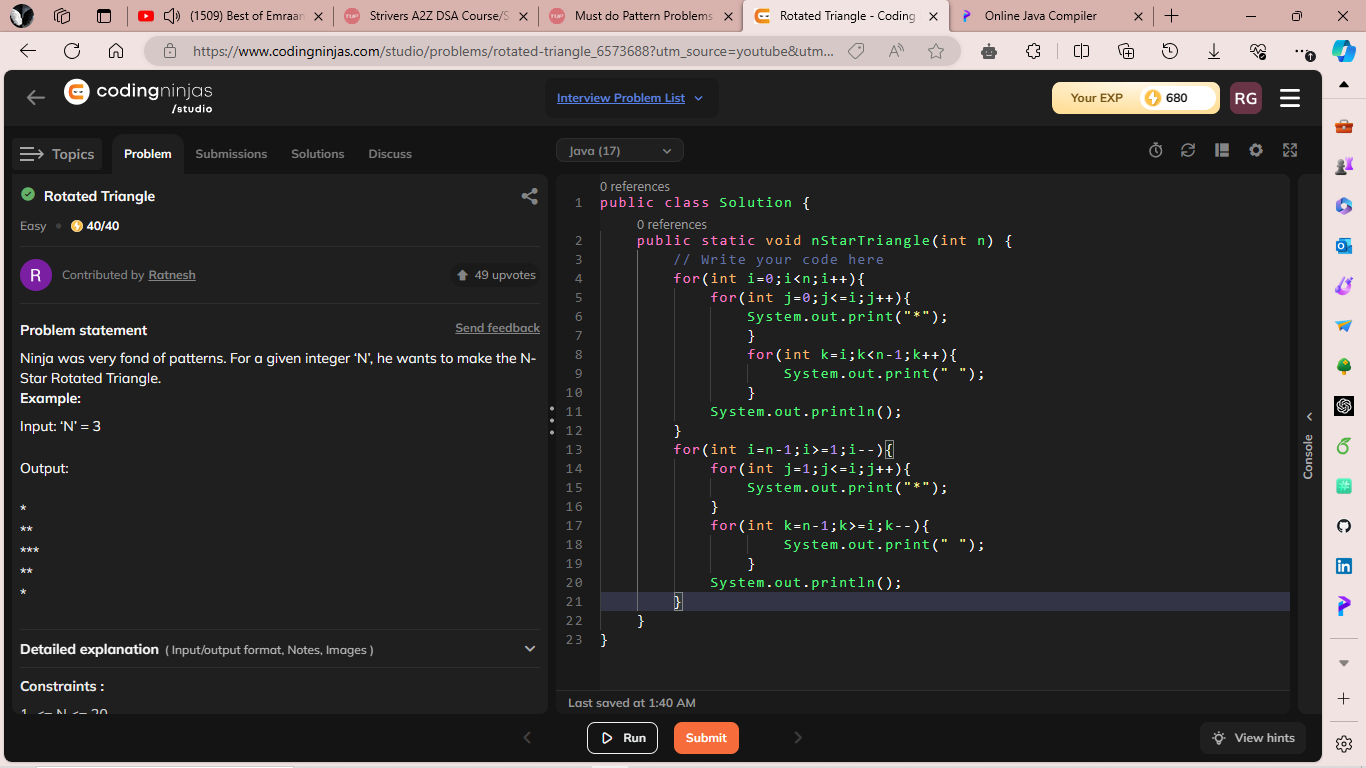 (1509) Best of Emraan
Strivers A2Z DSA Course/S
Must do Pattern Problems
Rotated Triangle - Coding
Online Java Compiler
https://www.codingninjas.com/studio/problems/rotated-triangle_6573688?utm_source=youtube&utm...
codingninjas
/studio
Interview Problem List
Your EXP 680
RG
Topics
Problem
Submissions
Solutions
Discuss
Java (17)
Rotated Triangle
Easy • 40/40
R
Contributed by Ratnesh
49 upvotes
Problem statement
Send feedback
Ninja was very fond of patterns. For a given integer ‘N’, he wants to make the N-
Star Rotated Triangle.
Example:
Input: ‘N’ = 3
Output:
*
**
***
**
*
Detailed explanation ( Input/output format, Notes, Images )
Constraints :
1 <= N <= 20
0 references
1 public class Solution {
0 references
2 public static void nStarTriangle(int n) {
3 // Write your code here
4 for(int i=0;i<n;i++){
5 for(int j=0;j<=i;j++){
6 System.out.print("*");
7 }
8 for(int k=i;k<n-1;k++){
9 System.out.print(" ");
10 }
11 System.out.println();
12 }
13 for(int i=n-1;i>=1;i--){
14 for(int j=1;j<=i;j++){
15 System.out.print("*");
16 }
17 for(int k=n-1;k>=i;k--){
18 System.out.print(" ");
19 }
20 System.out.println();
21 }
22 }
23 }
Console
Last saved at 1:40 AM
Run
Submit
View hints